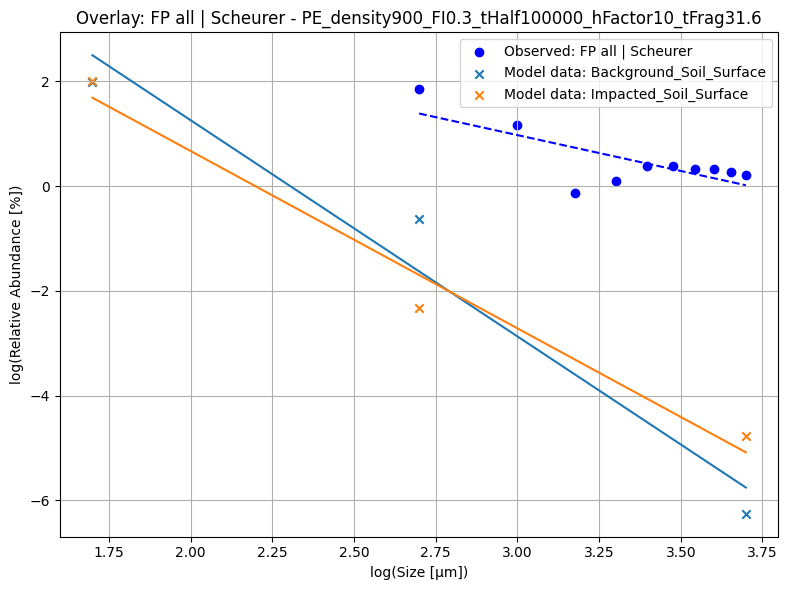 Overlay: FP all | Scheurer - PE_density900_FI0.3_tHalf100000_hFactor10_tFrag31.6
Observed: FP all | Scheurer
Model data: Background_Soil_Surface
Model data: Impacted_Soil_Surface
log(Relative Abundance [%])
2
0
−2
−4
−6
1.75 2.00 2.25 2.50 2.75 3.00 3.25 3.50 3.75
log(Size [μm])